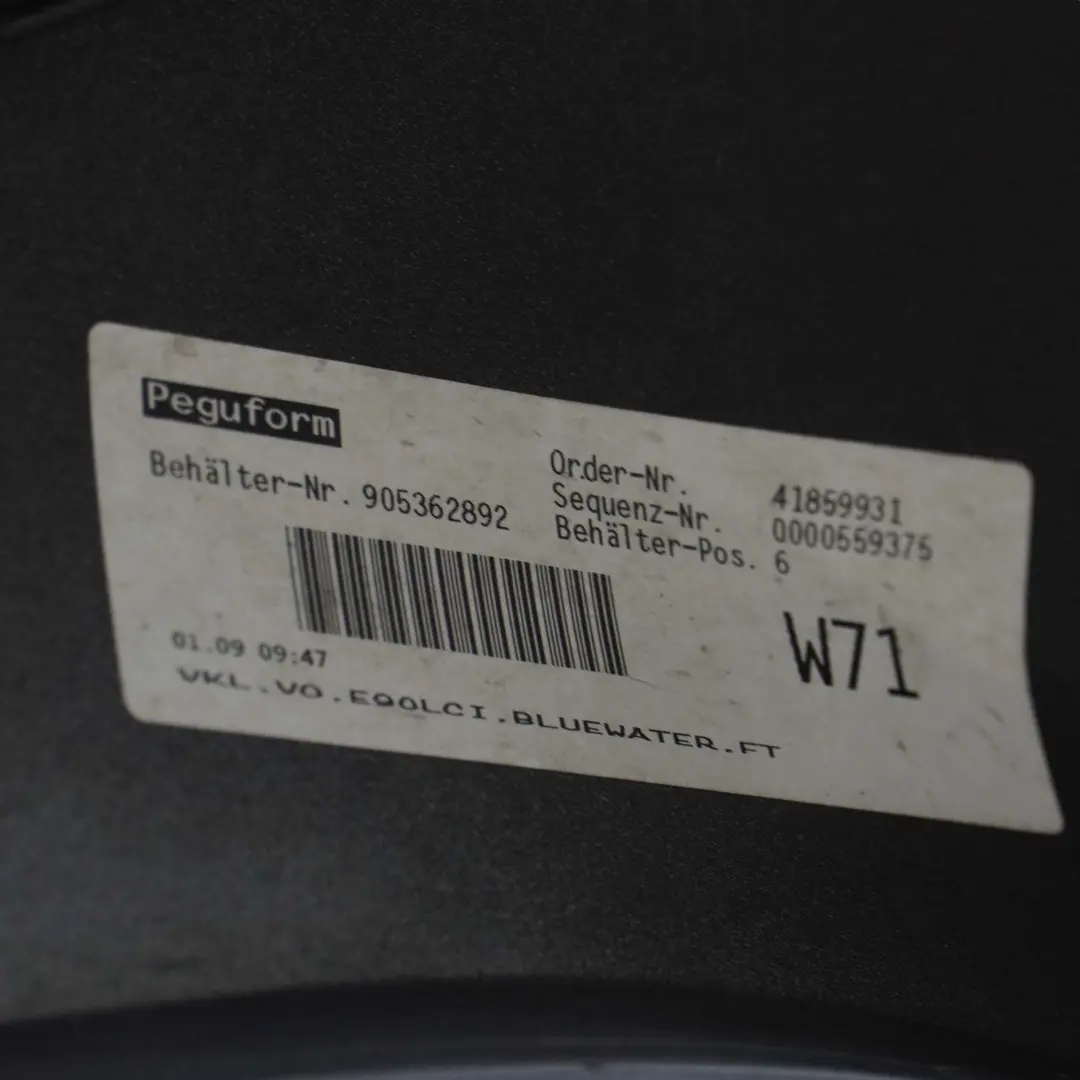 Peguform
Behälter-Nr. 905362892
Order-Nr. 41859931
Sequenz-Nr. 0000559375
Behälter-Pos. 6
W71
01.09 09:47
VKL.VO.E90LCI.BLUEWATER.FT